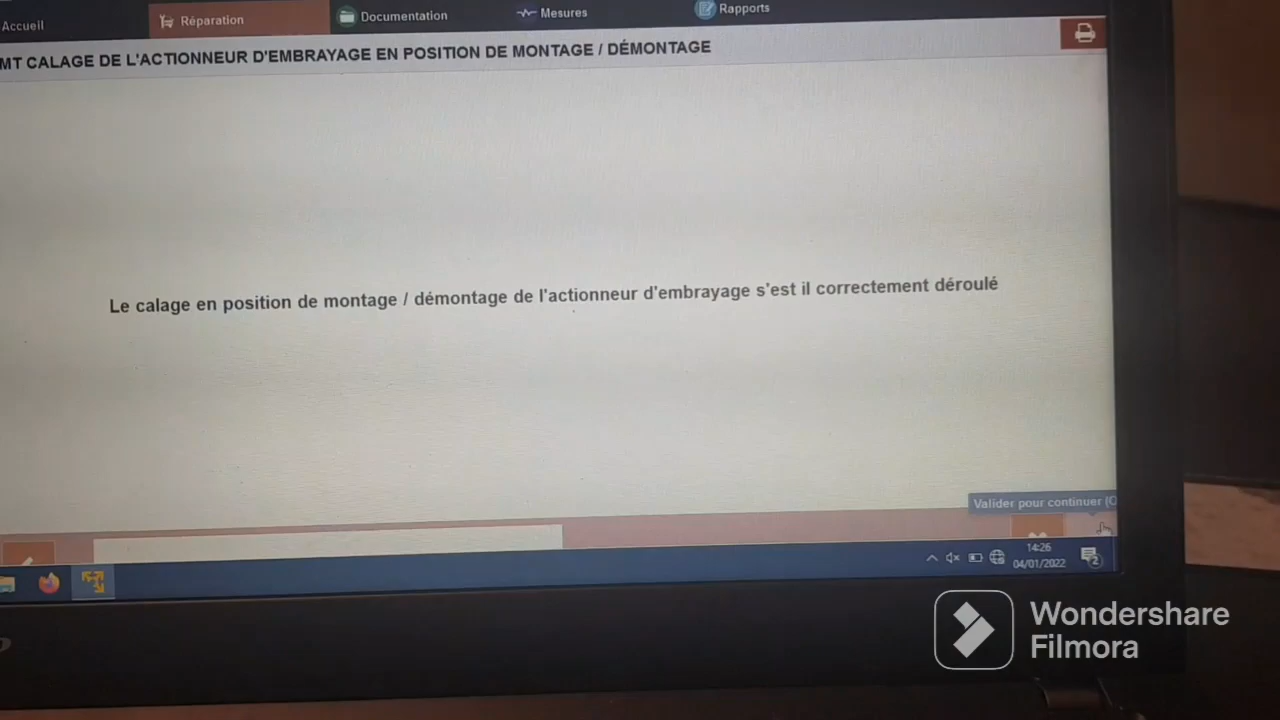 Accueil
Réparation
Documentation
Mesures
Rapports
MT CALAGE DE L'ACTIONNEUR D'EMBRAYAGE EN POSITION DE MONTAGE / DÉMONTAGE
Le calage en position de montage / démontage de l'actionneur d'embrayage s'est il correctement déroulé
Valider pour continuer (
14:26
04/01/2022
2
Wondershare
Filmora